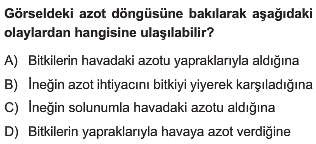 Görseldeki azot döngüsüne bakılarak aşağıdaki
olaylardan hangisine ulaşılabilir?
A) Bitkilerin havadaki azotu yapraklarıyla aldığına
B) İneğin azot ihtiyacını bitkiyi yiyerek karşıladığına
C) İneğin solunumla havadaki azotu aldığına
D) Bitkilerin yapraklarıyla havaya azot verdiğine